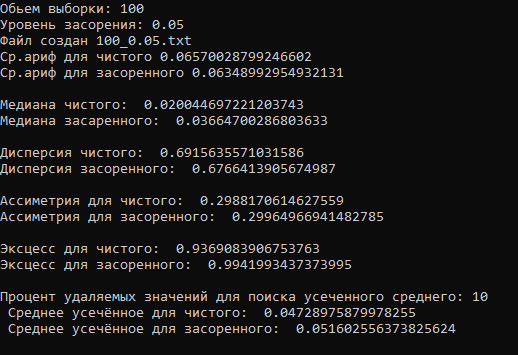 Обьем выборки: 100
Уровень засорения: 0.05
Файл создан 100_0.05.txt
Ср.ариф для чистого 0.06570028799246602
Ср.ариф для засоренного 0.06348992954932131
Медиана чистого:  0.020044697221203743
Медиана засаренного:  0.03664700286803633
Дисперсия чистого:  0.6915635571031586
Дисперсия засоренного:  0.6766413905674987
Ассиметрия для чистого:  0.2988170614627559
Ассиметрия для засоренного:  0.29964966941482785
Эксцесс для чистого:  0.9369083906753763
Эксцесс для засоренного:  0.9941993437373995
Процент удаляемых значений для поиска усеченного среднего: 10
Среднее усечённое для чистого:  0.04728975879978255
Среднее усечённое для засоренного:  0.051602556373825624